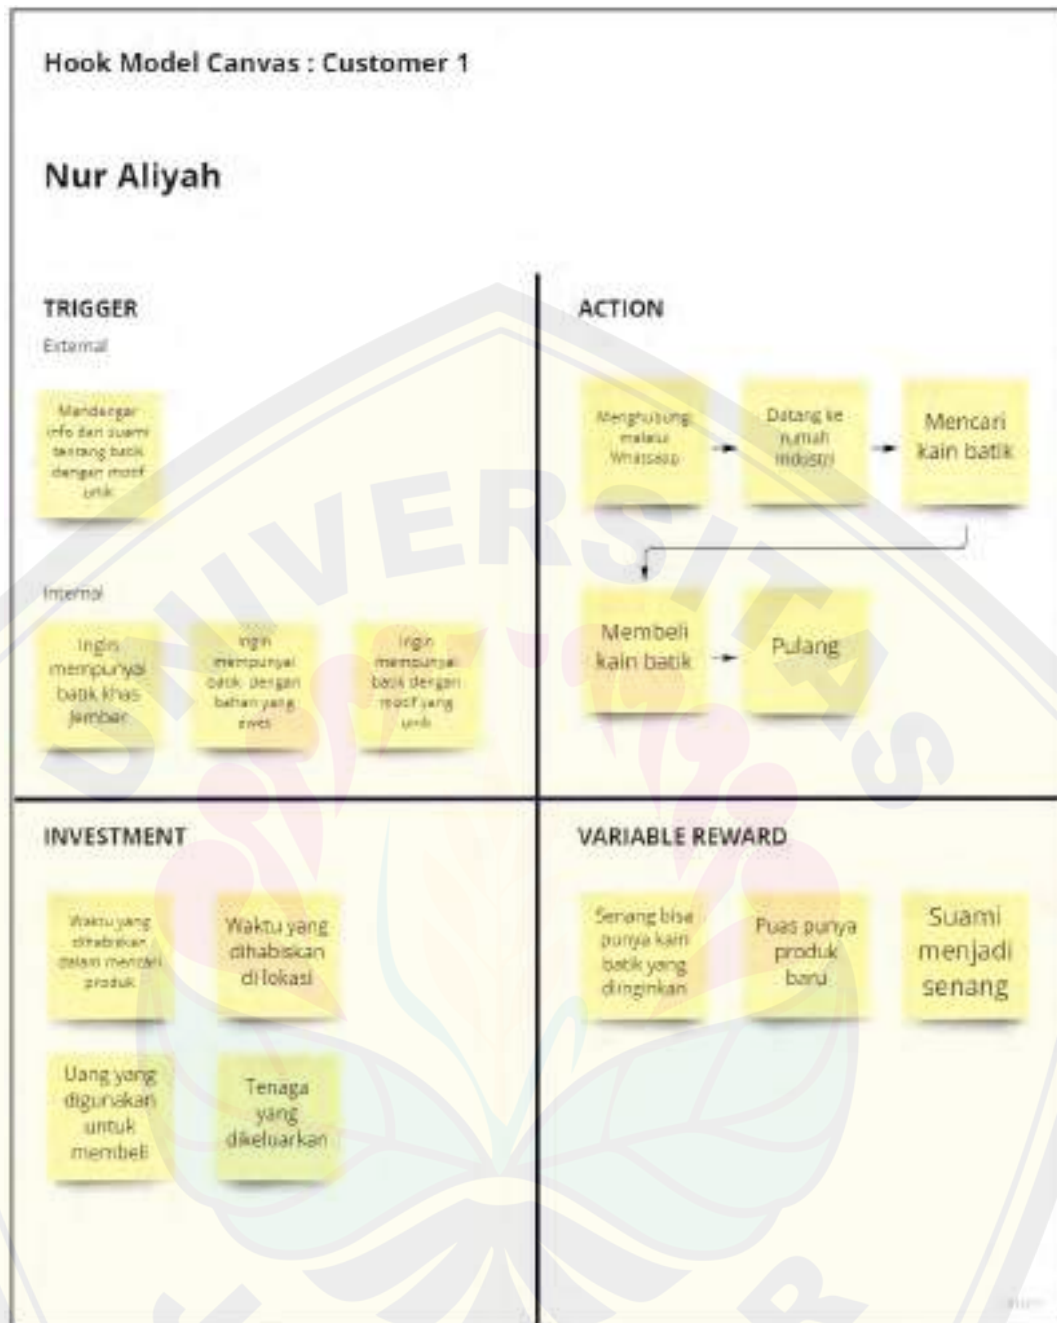 Hook Model Canvas : Customer 1
Nur Aliyah
TRIGGER
External
Mendengar
info dari suami
tentang batik
dengan motif
unik
Internal
Ingin
mempunyai
batik khas
Jember
Ingin
mempunyai
batik dengan
bahan yang
awet
Ingin
mempunyai
batik dengan
motif yang
unik
ACTION
Menghubungi
melalui
Whatsapp
Datang ke
rumah
industri
Mencari
kain batik
Membeli
kain batik
Pulang
INVESTMENT
Waktu yang
dihabiskan
dalam mencari
produk
Waktu yang
dihabiskan
di lokasi
Uang yang
digunakan
untuk
membeli
Tenaga
yang
dikeluarkan
VARIABLE REWARD
Senang bisa
punya kain
batik yang
diinginkan
Puas punya
produk
baru
Suami
menjadi
senang
UNIVERSITAS